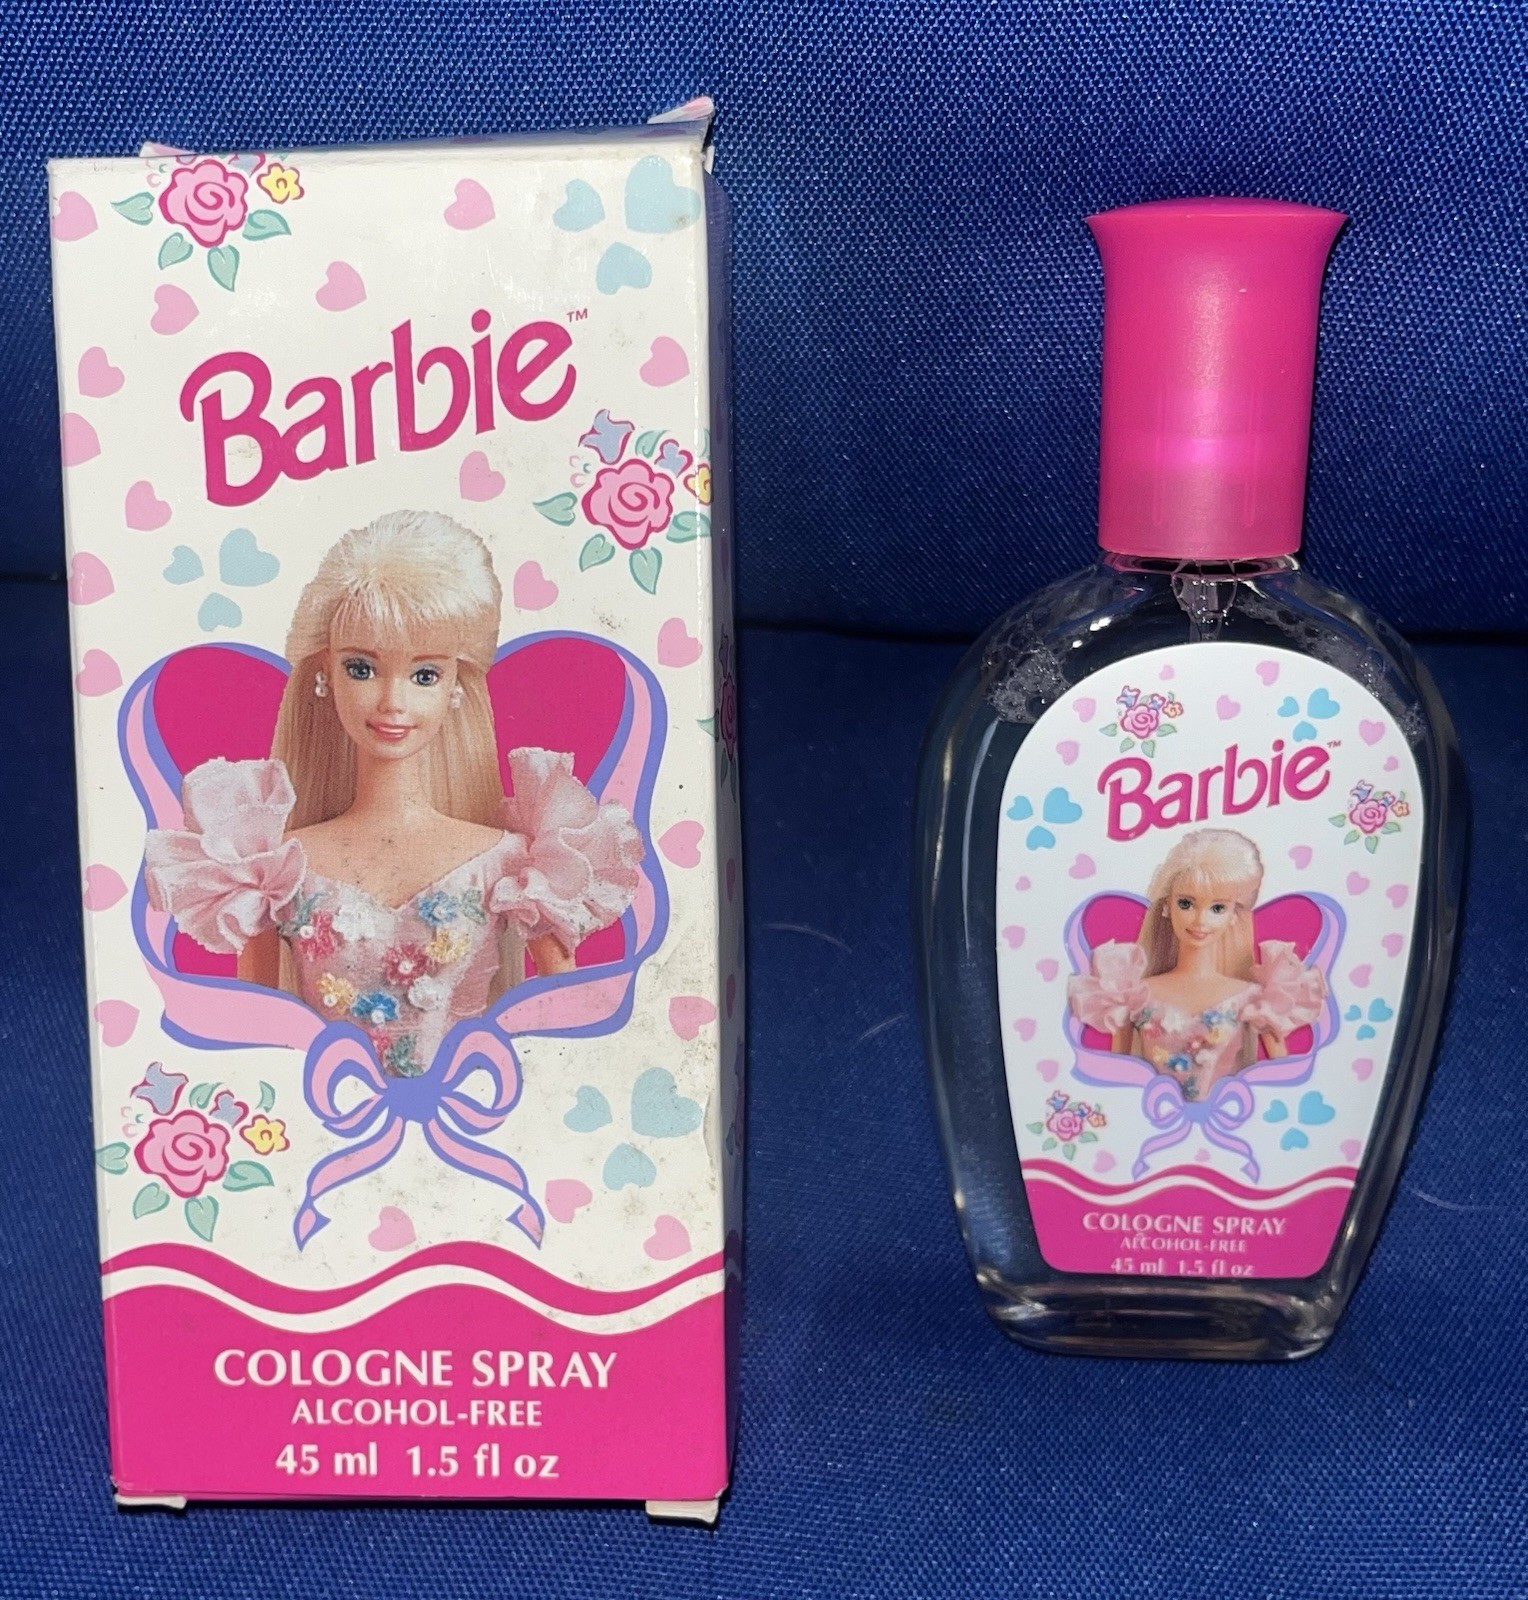 Barbie™
COLOGNE SPRAY
ALCOHOL-FREE
45 ml 1.5 fl oz
Barbie™
COLOGNE SPRAY
ALCOHOL-FREE
45 ml 1.5 fl oz